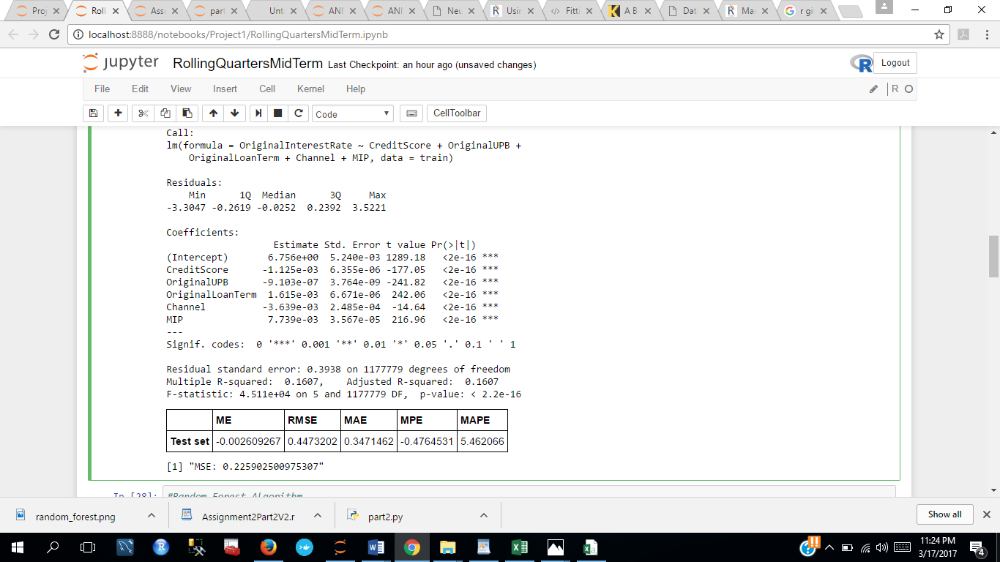 Proj
Roll
Assi
part
Unt
ANI
ANI
Neu
Usir
Fitti
A B
Dat
Mai
r gi
localhost:8888/notebooks/Project1/RollingQuartersMidTerm.ipynb
jupyter RollingQuartersMidTerm Last Checkpoint: an hour ago (unsaved changes)
R
Logout
File Edit View Insert Cell Kernel Help
R
Code
CellToolbar
Call:
lm(formula = OriginalInterestRate ~ CreditScore + OriginalUPB +
OriginalLoanTerm + Channel + MIP, data = train)
Residuals:
Min 1Q Median 3Q Max
-3.3047 -0.2619 -0.0252 0.2392 3.5221
Coefficients:
Estimate Std. Error t value Pr(>|t|)
(Intercept) 6.756e+00 5.240e-03 1289.18 <2e-16 ***
CreditScore -1.125e-03 6.355e-06 -177.05 <2e-16 ***
OriginalUPB -9.103e-07 3.764e-09 -241.82 <2e-16 ***
OriginalLoanTerm 1.615e-03 6.671e-06 242.06 <2e-16 ***
Channel -3.639e-03 2.485e-04 -14.64 <2e-16 ***
MIP 7.739e-03 3.567e-05 216.96 <2e-16 ***
---
Signif. codes: 0 '***' 0.001 '**' 0.01 '*' 0.05 '.' 0.1 ' ' 1
Residual standard error: 0.3938 on 1177779 degrees of freedom
Multiple R-squared: 0.1607, Adjusted R-squared: 0.1607
F-statistic: 4.511e+04 on 5 and 1177779 DF, p-value: < 2.2e-16
ME RMSE MAE MPE MAPE
Test set -0.002609267 0.4473202 0.3471462 -0.4764531 5.462066
[1] "MSE: 0.225902500975307"
In [28]: #Random Forest Algorithm
random_forest.png
Assignment2Part2V2.r
part2.py
Show all
11:24 PM
3/17/2017
4